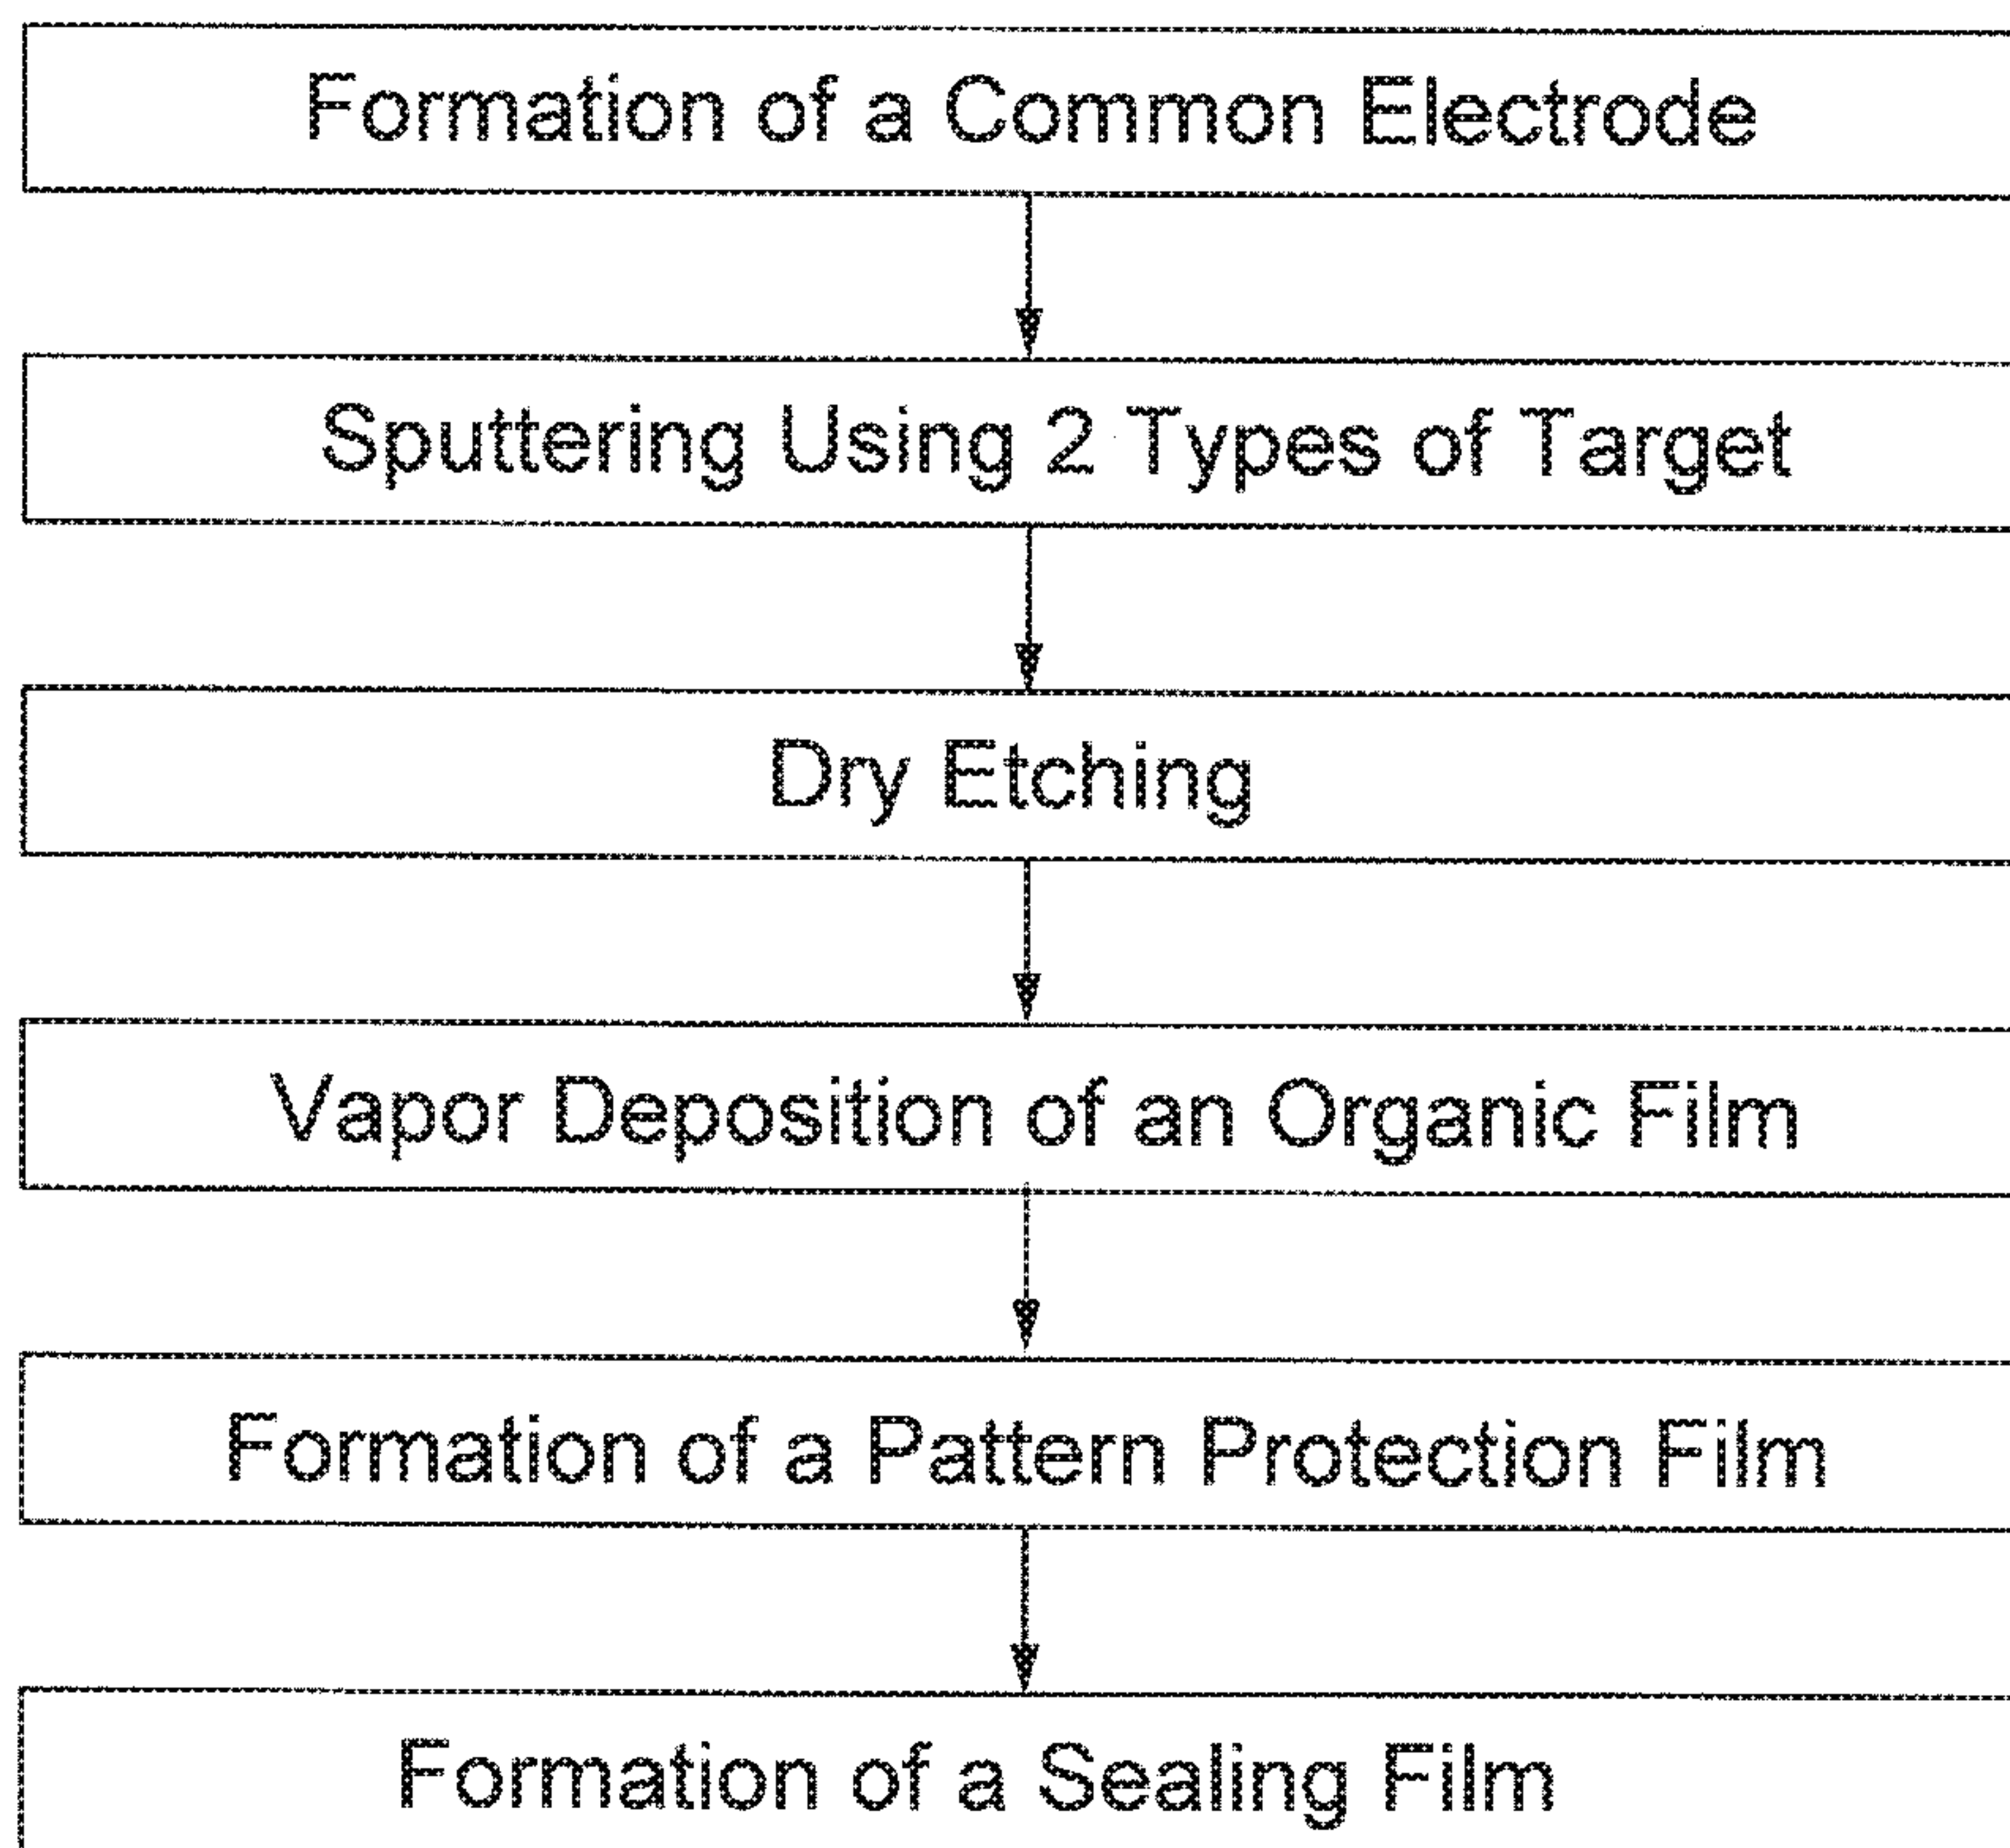 Formation of a Common Electrode
Sputtering Using 2 Types of Target
Dry Etching
Vapor Deposition of an Organic Film
Formation of a Pattern Protection Film
Formation of a Sealing Film